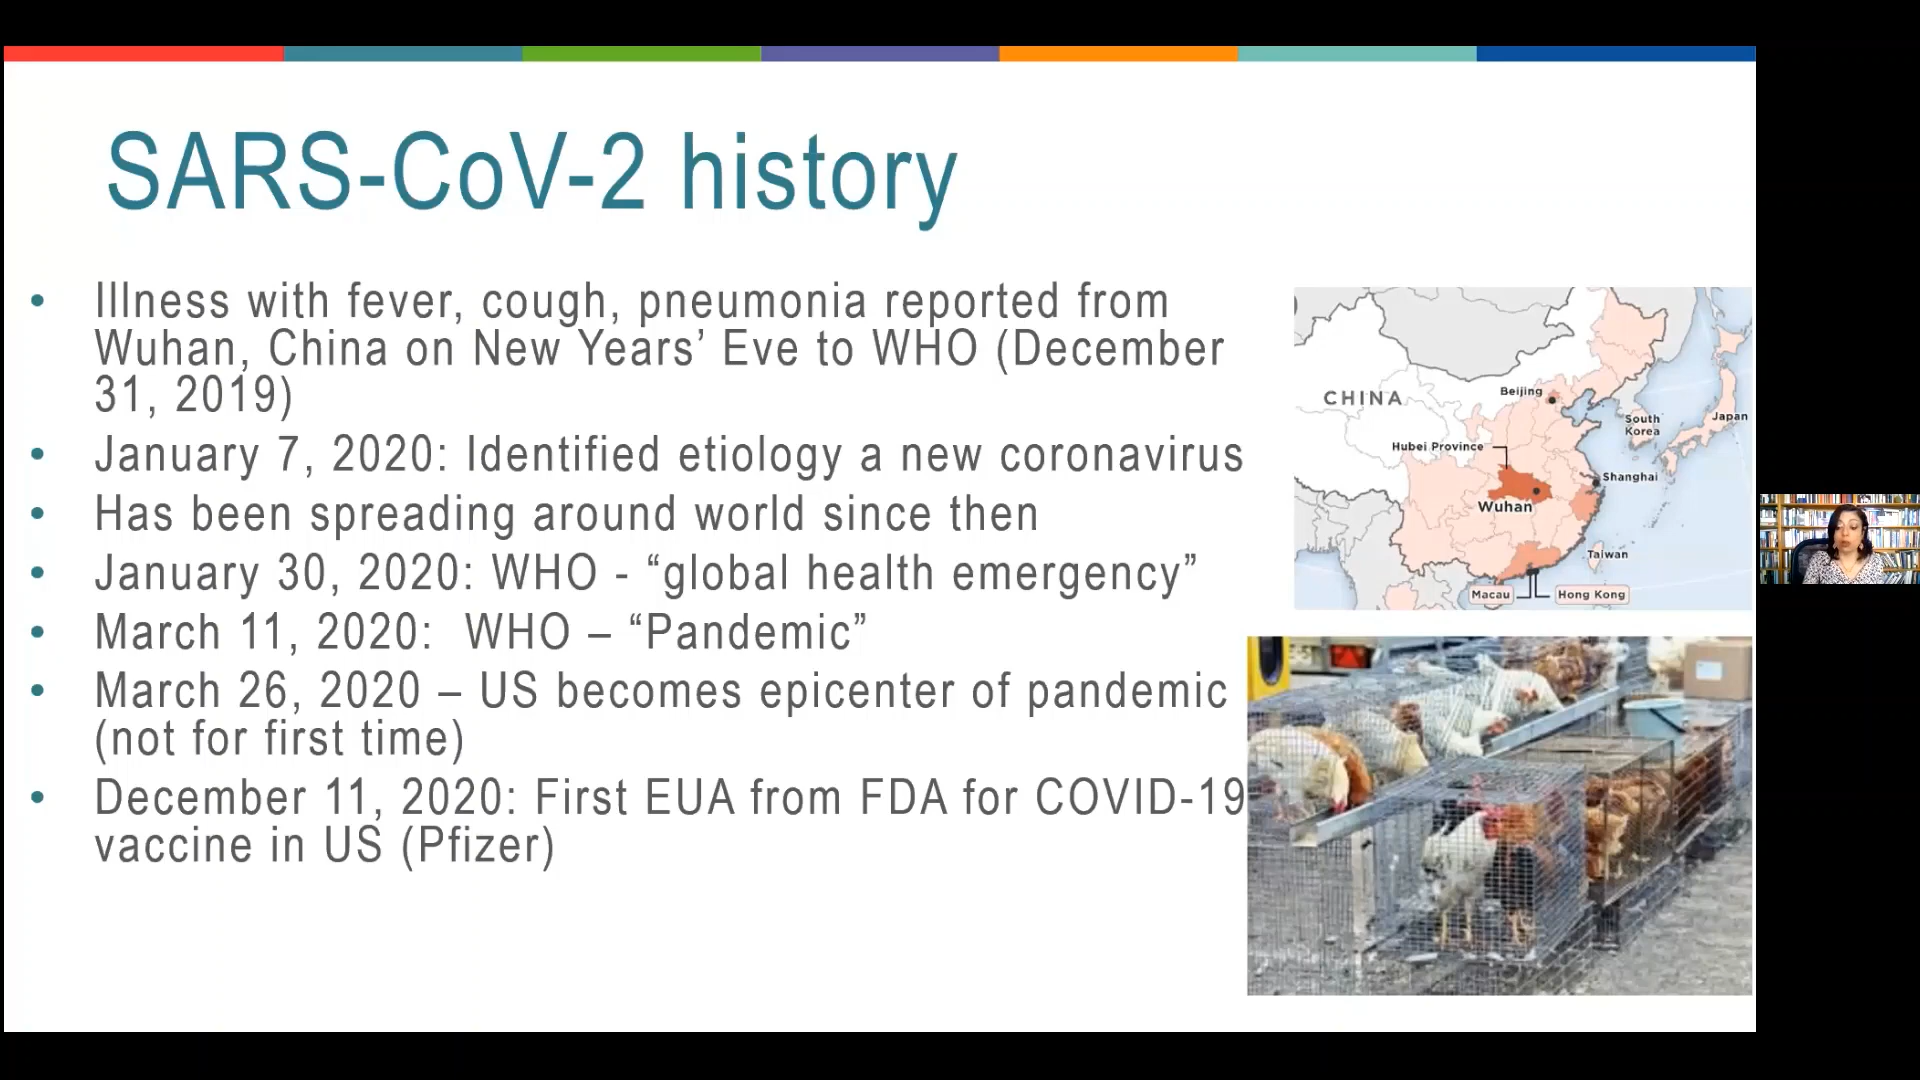 SARS-CoV-2 history
• Illness with fever, cough, pneumonia reported from
Wuhan, China on New Years’ Eve to WHO (December
31, 2019)
• January 7, 2020: Identified etiology a new coronavirus
• Has been spreading around world since then
• January 30, 2020: WHO - “global health emergency”
• March 11, 2020:  WHO – “Pandemic”
• March 26, 2020 – US becomes epicenter of pandemic
(not for first time)
• December 11, 2020: First EUA from FDA for COVID-19
vaccine in US (Pfizer)
CHINA
Beijing
South
Korea
Japan
Hubei Province
Shanghai
Wuhan
Taiwan
Macau
Hong Kong